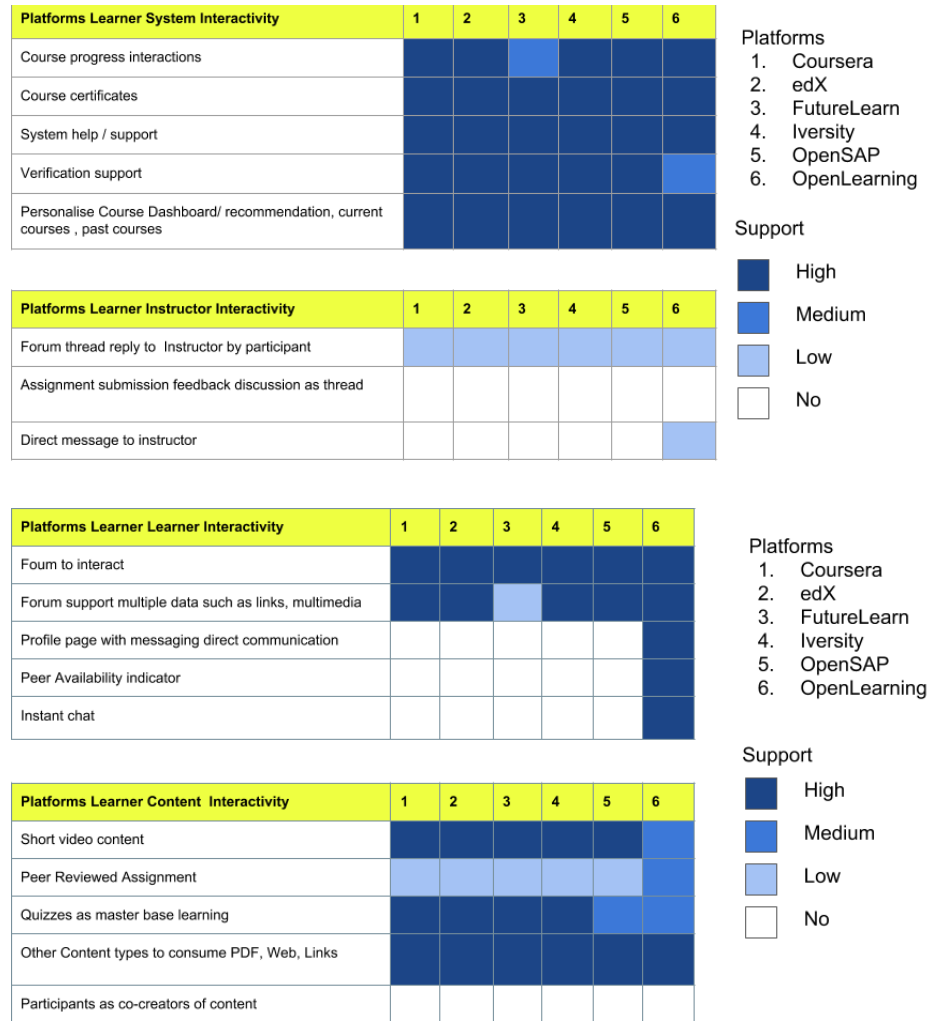 Platforms Learner System Interactivity 1 2 3 4 5 6
Course progress interactions
Course certificates
System help / support
Verification support
Personalise Course Dashboard/ recommendation, current
courses , past courses
Platforms
1. Coursera
2. edX
3. FutureLearn
4. Iversity
5. OpenSAP
6. OpenLearning
Support
High
Medium
Low
No
Platforms Learner Instructor Interactivity 1 2 3 4 5 6
Forum thread reply to Instructor by participant
Assignment submission feedback discussion as thread
Direct message to instructor
Platforms Learner Learner Interactivity 1 2 3 4 5 6
Foum to interact
Forum support multiple data such as links, multimedia
Profile page with messaging direct communication
Peer Availability indicator
Instant chat
Platforms
1. Coursera
2. edX
3. FutureLearn
4. Iversity
5. OpenSAP
6. OpenLearning
Support
High
Medium
Low
No
Platforms Learner Content Interactivity 1 2 3 4 5 6
Short video content
Peer Reviewed Assignment
Quizzes as master base learning
Other Content types to consume PDF, Web, Links
Participants as co-creators of content